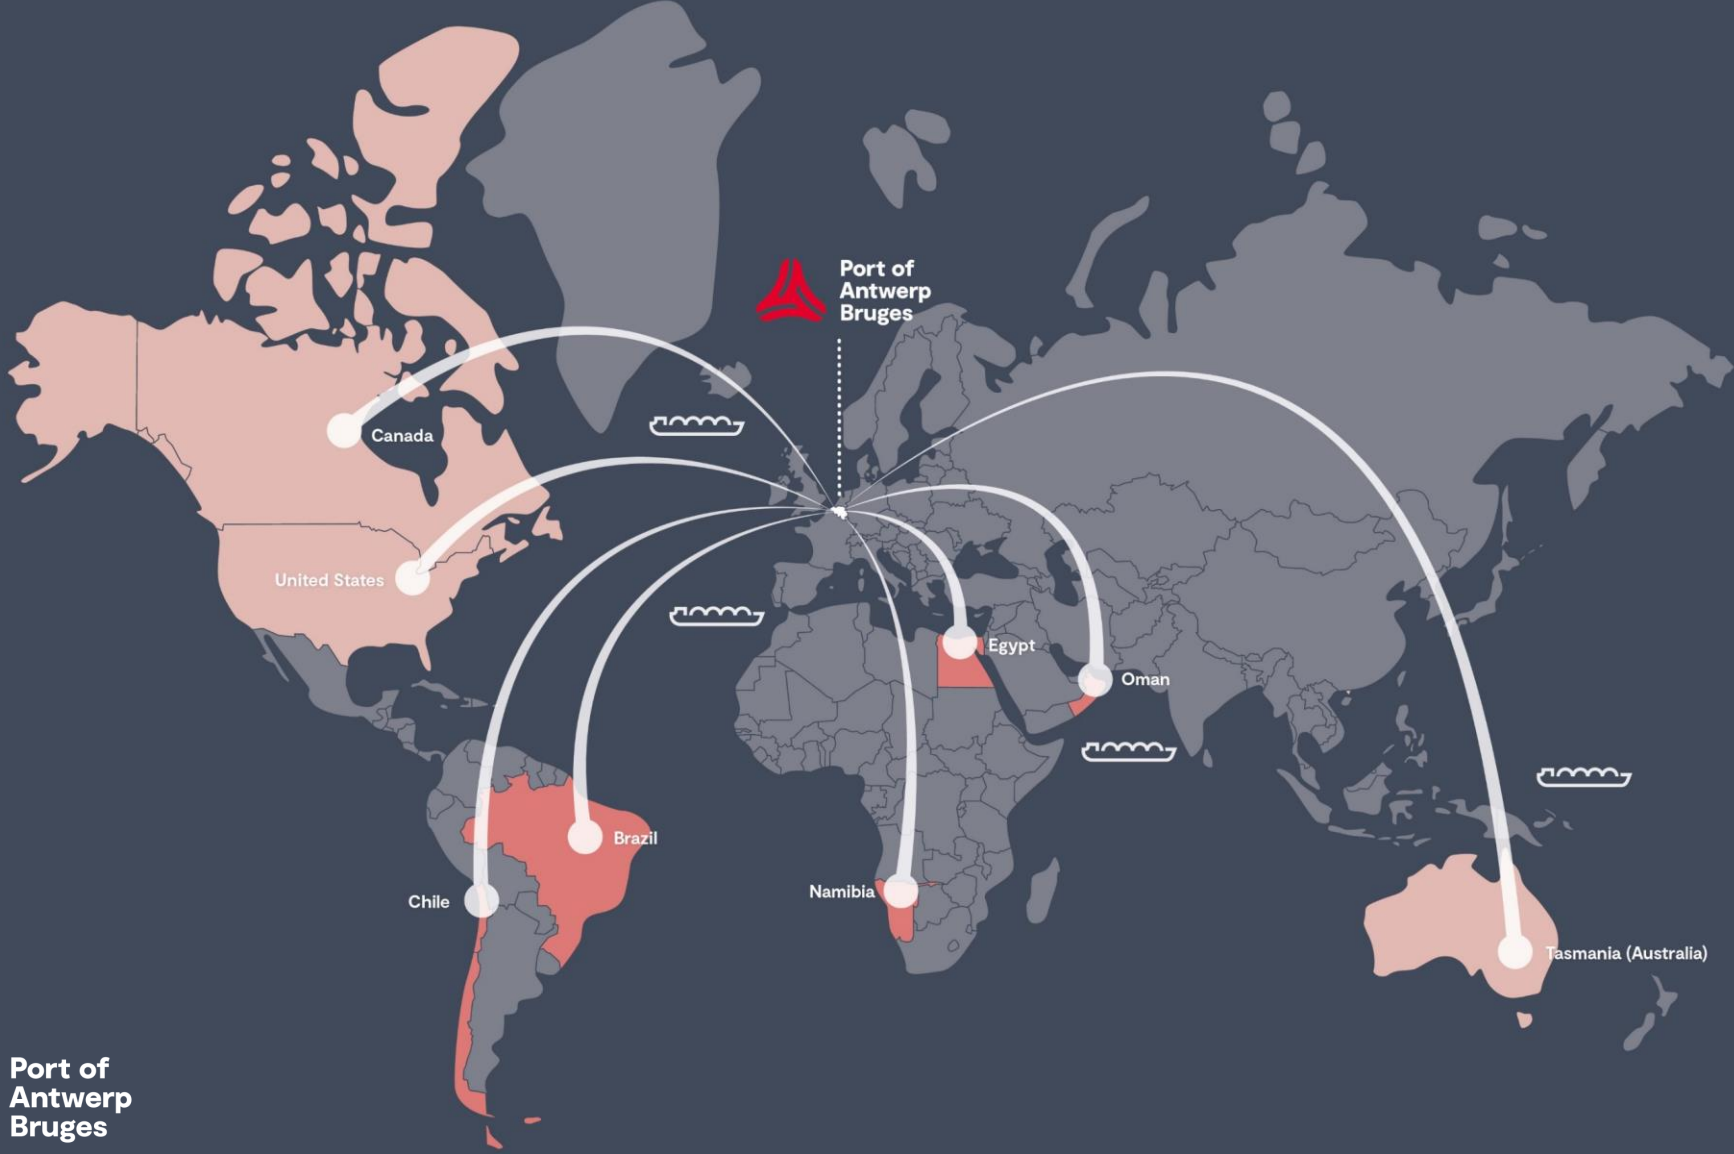 Port of
Antwerp
Bruges
Canada
United States
Egypt
Oman
Brazil
Namibia
Chile
Tasmania (Australia)
Port of
Antwerp
Bruges